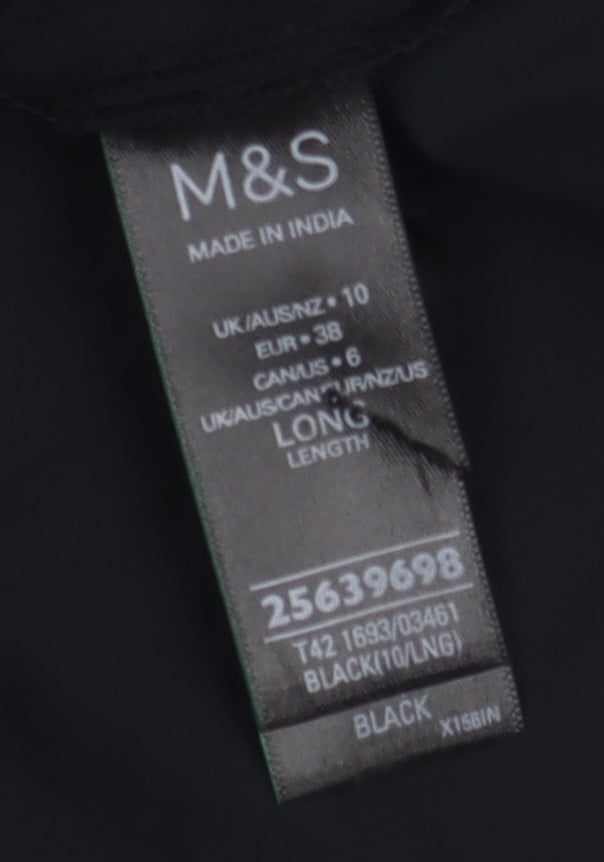 M&S
MADE IN INDIA
UK/AUS/NZ • 10
EUR • 38
CAN/US • 6
UK/AUS/CAN/EUR/NZ/US
LONG
LENGTH
25639698
T42 1693/03461
BLACK(10/LNG)
BLACK
X156IN